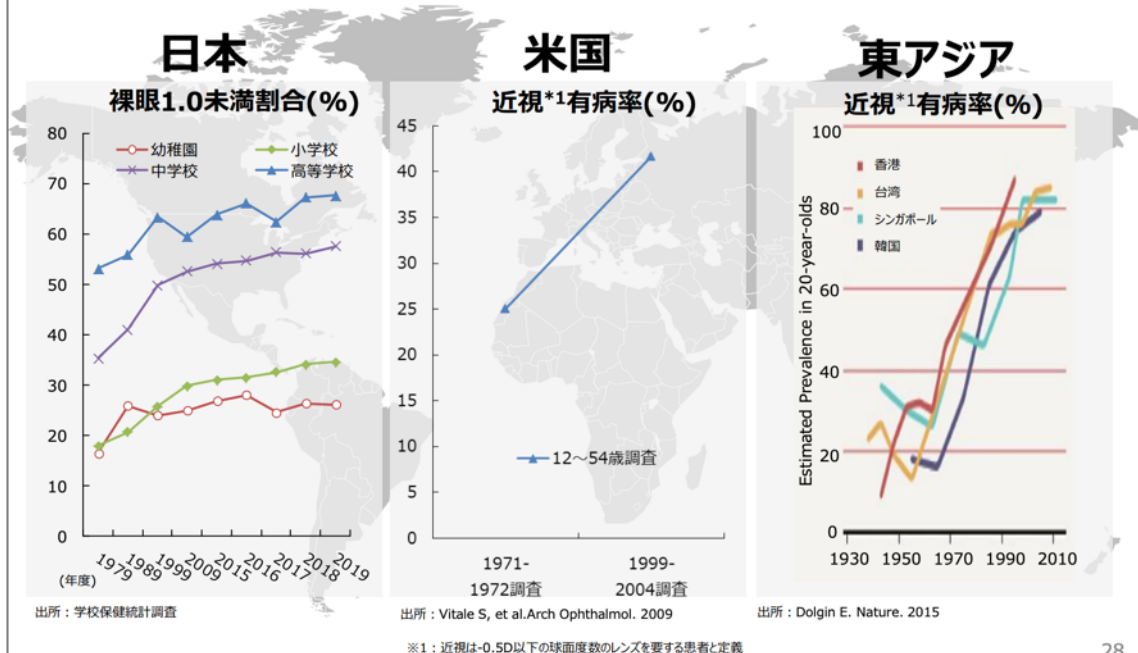 日本
裸眼1.0未満割合(%)
80
70
60
50
40
30
20
10
0
幼稚園
小学校
中学校
高等学校
1979
1989
1999
2009
2015
2016
2017
2018
2019
(年度)
出所：学校保健統計調査
米国
近視*1有病率(%)
45
40
35
30
25
20
15
10
5
0
12～54歳調査
1971-
1972調査
1999-
2004調査
出所：Vitale S, et al.Arch Ophthalmol. 2009
東アジア
近視*1有病率(%)
Estimated Prevalence in 20-year-olds
100
80
60
40
20
0
香港
台湾
シンガポール
韓国
1930
1950
1970
1990
2010
出所：Dolgin E. Nature. 2015
※1：近視は-0.5D以下の球面度数のレンズを要する患者と定義
28